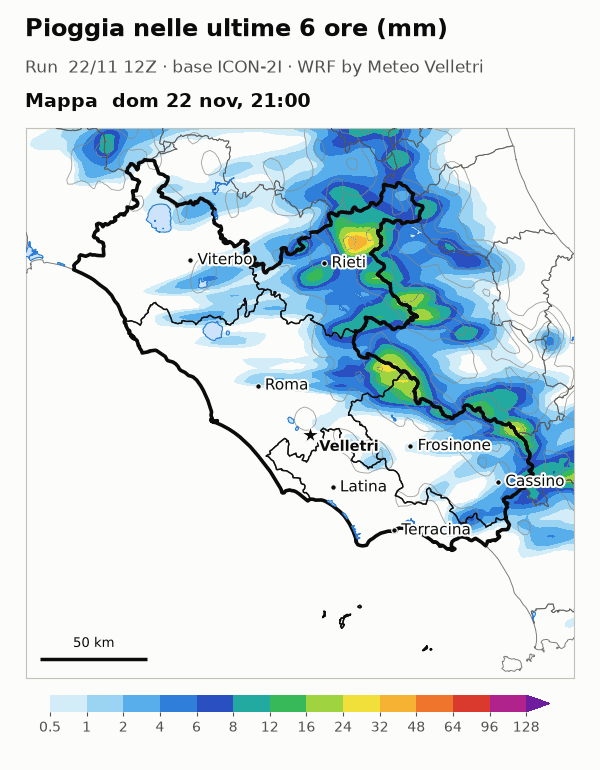 Pioggia nelle ultime 6 ore (mm)
Run 22/11 12Z · base ICON-2I · WRF by Meteo Velletri
Mappa dom 22 nov, 21:00
Viterbo
Rieti
Roma
Velletri
Frosinone
Cassino
Latina
Terracina
50 km
0.5 1 2 4 6 8 12 16 24 32 48 64 96 128